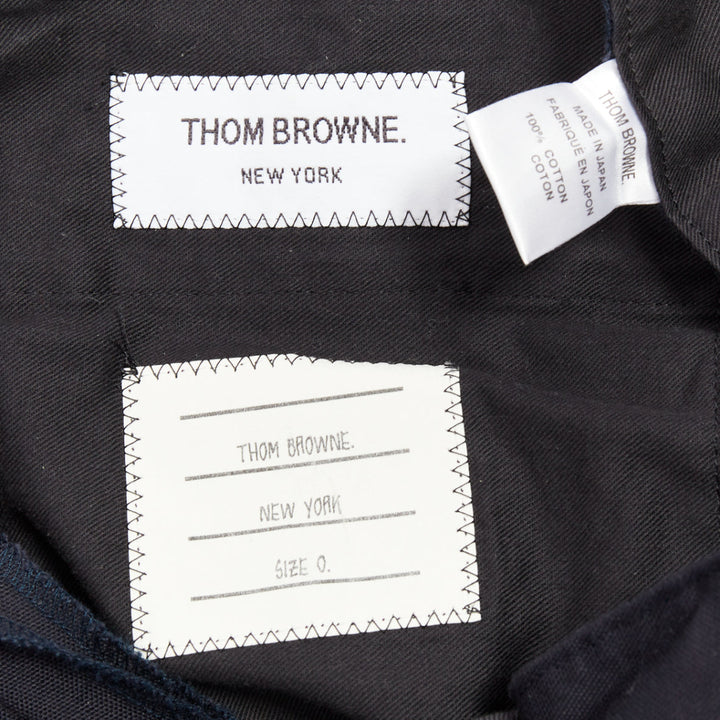 THOM BROWNE.
NEW YORK
THOM BROWNE.
MADE IN JAPAN
FABRIQUÉ EN JAPON
100% COTTON
COTON
THOM BROWNE.
NEW YORK
SIZE 0.